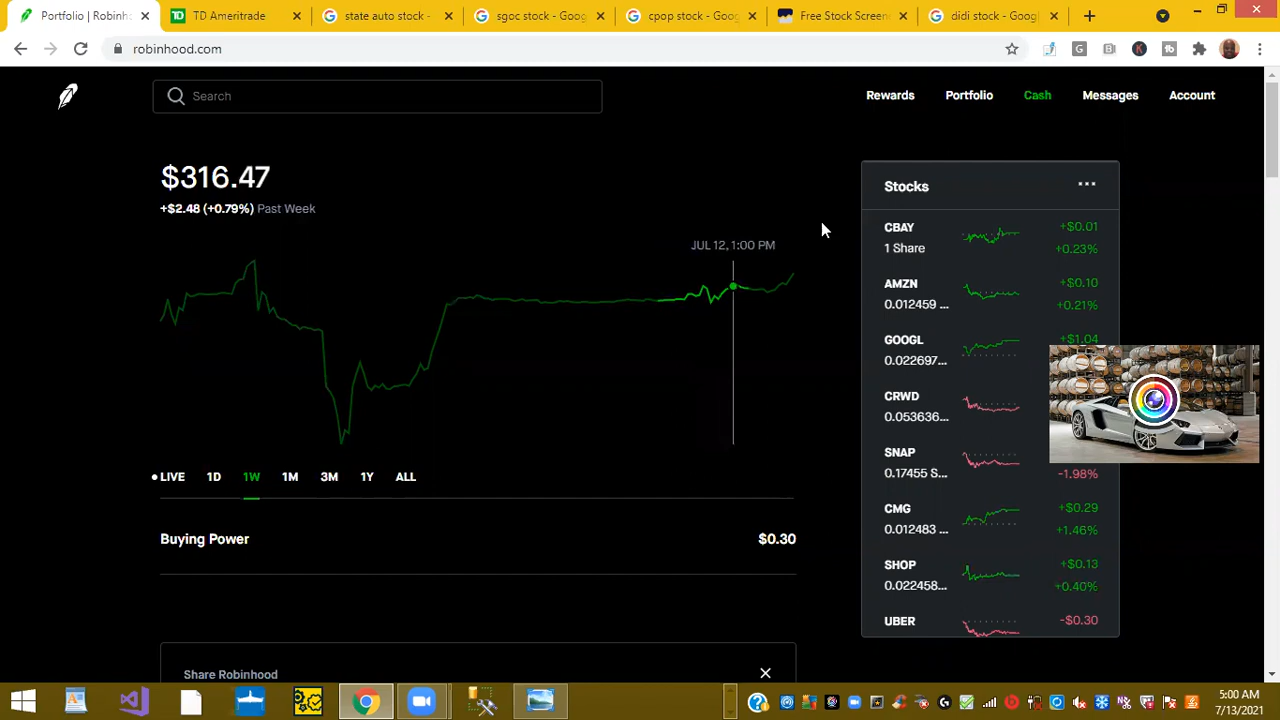 Portfolio | Robinh
TD Ameritrade
state auto stock -
sgoc stock - Goog
cpop stock - Goog
Free Stock Screen
didi stock - Googl
robinhood.com
Search
Rewards
Portfolio
Cash
Messages
Account
$316.47
+$2.48 (+0.79%) Past Week
JUL 12, 1:00 PM
LIVE
1D
1W
1M
3M
1Y
ALL
Buying Power
$0.30
Share Robinhood
Stocks
CBAY
+$0.01
1 Share
+0.23%
AMZN
+$0.10
0.012459 ...
+0.21%
GOOGL
+$1.04
0.022697...
CRWD
0.053636...
SNAP
0.17455 S...
-1.98%
CMG
+$0.29
0.012483 ...
+1.46%
SHOP
+$0.13
0.022458...
+0.40%
UBER
-$0.30
5:00 AM
7/13/2021